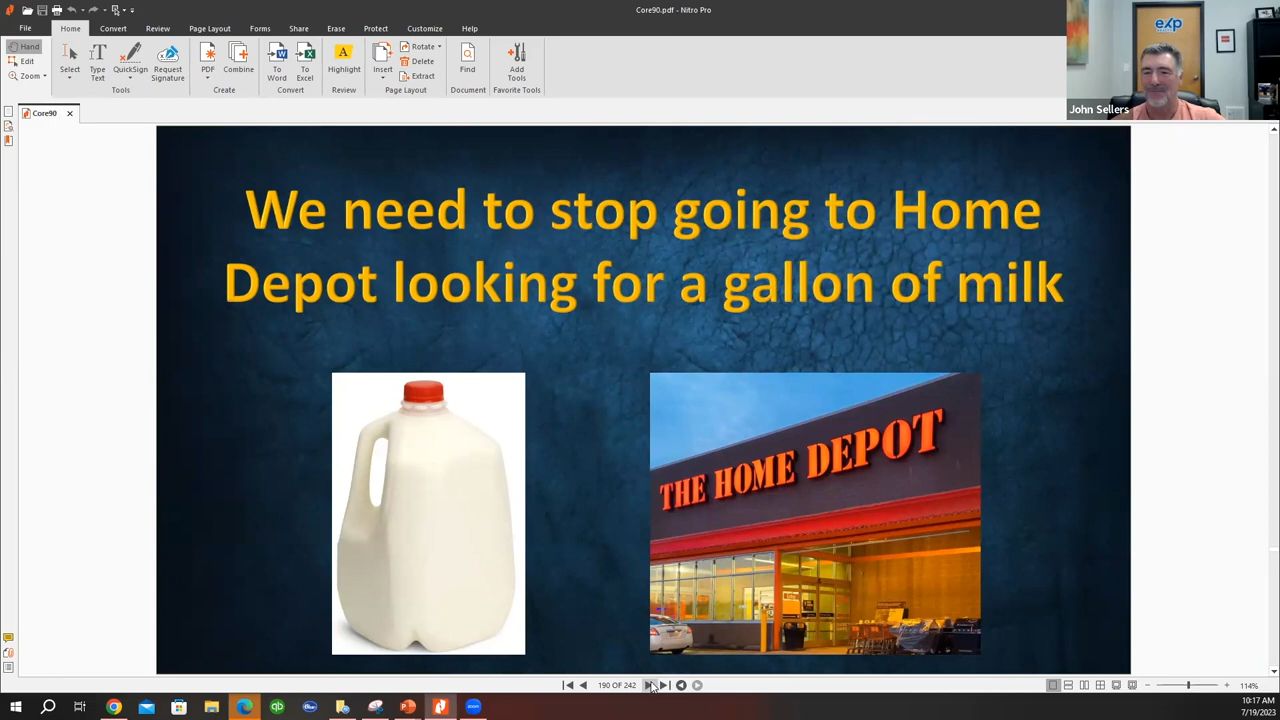 Core90.pdf - Nitro Pro
File Home Convert Review Page Layout Forms Share Erase Protect Customize Help
Hand
Edit
Zoom
Select
Type Text
QuickSign
Request Signature
Tools
PDF
Combine
Create
To Word
To Excel
Convert
Highlight
Review
Insert
Rotate
Delete
Extract
Page Layout
Find
Document
Add Tools
Favorite Tools
exp
John Sellers
Core90
We need to stop going to Home
Depot looking for a gallon of milk
THE HOME DEPOT
190 OF 242
114%
10:17 AM
7/19/2023